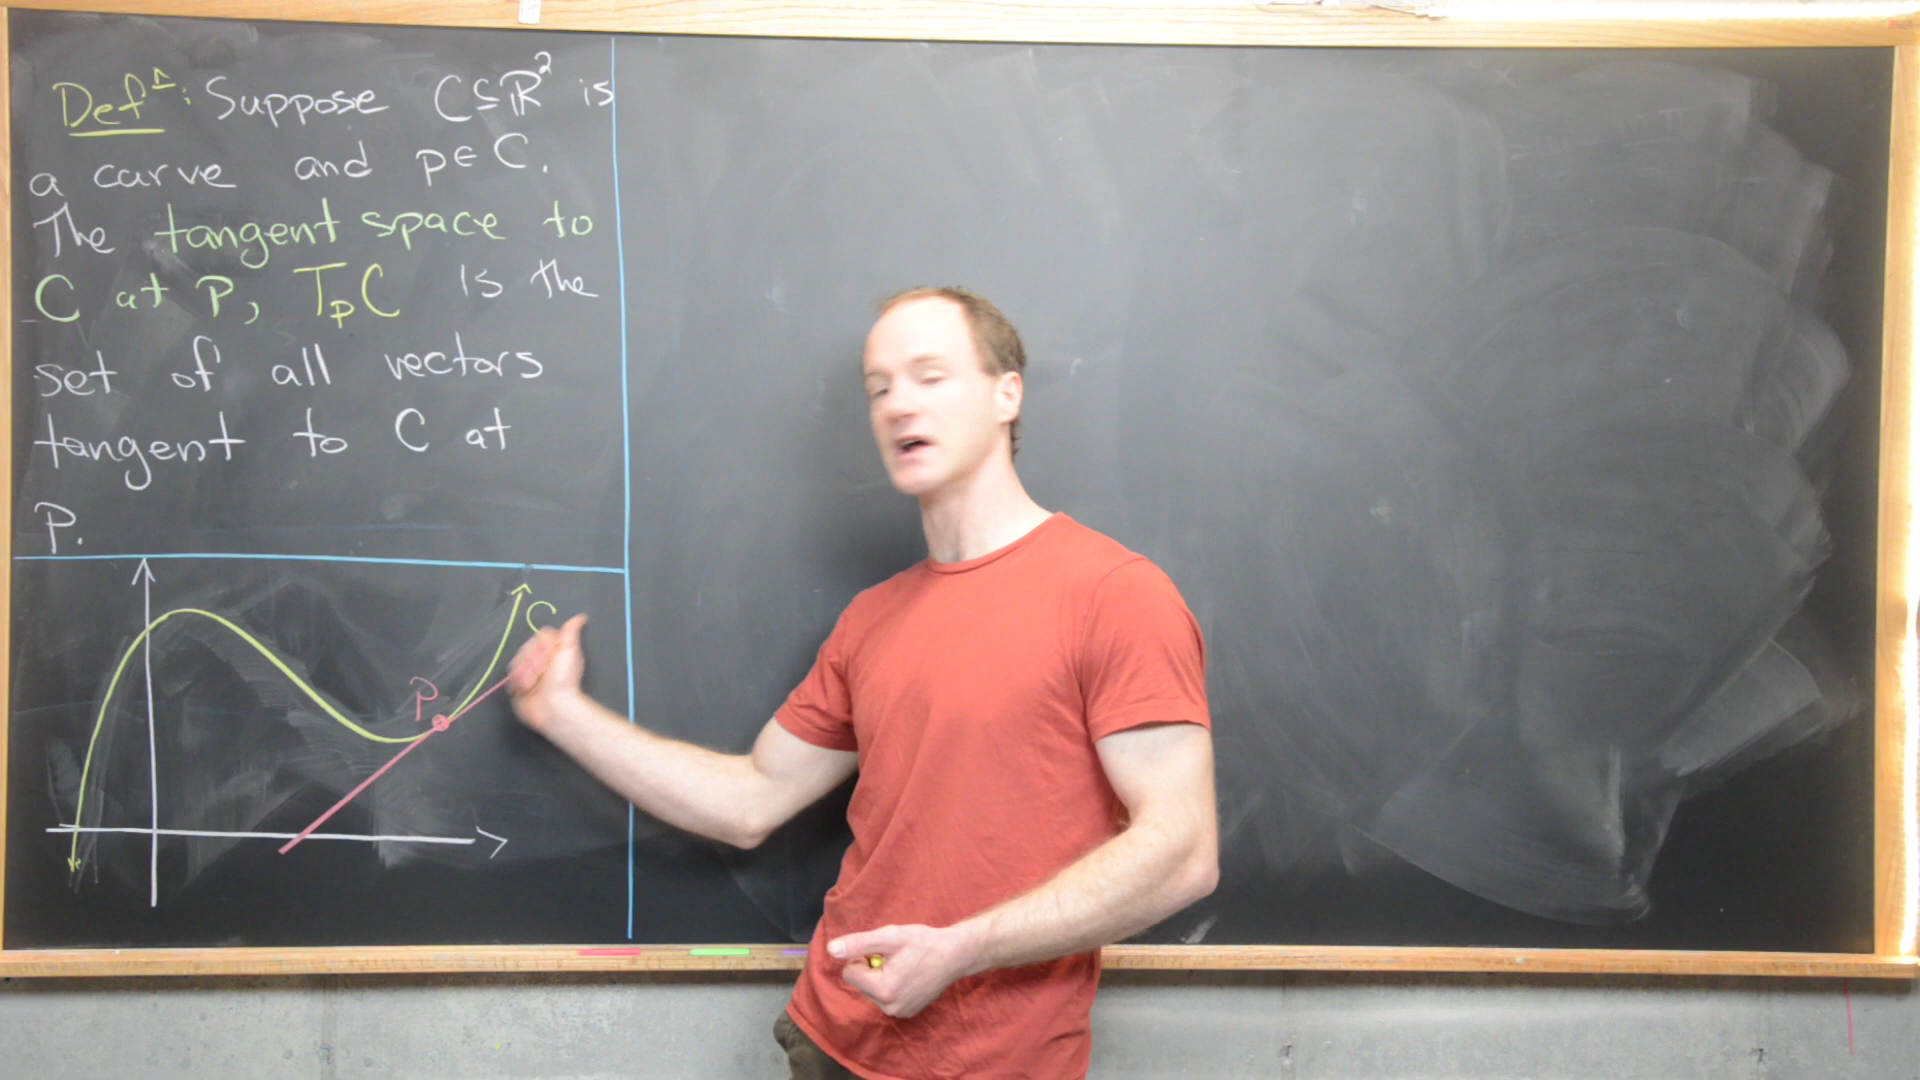 Defⁿ: Suppose C⊆ℝ² is
a curve and p∈C.
The tangent space to
C at P, TₚC is the
set of all vectors
tangent to C at
P.
C
P